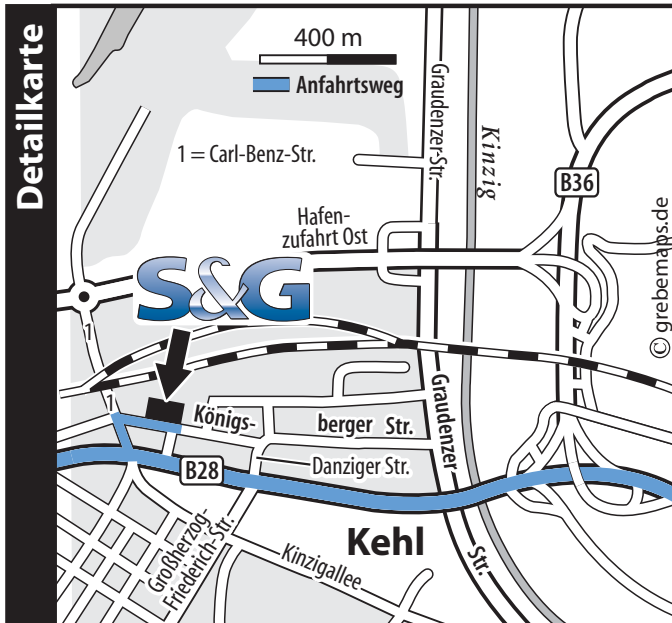 Detailkarte
400 m
Anfahrtsweg
1 = Carl-Benz-Str.
Graudenzer-Str.
Kinzig
B36
Hafen-
zufahrt Ost
© grebemaps.de
S&G
1
1
Königs-
berger Str.
Graudenzer
Str.
Danziger Str.
B28
Großherzog-
Friederich-Str.
Kehl
Kinzigallee